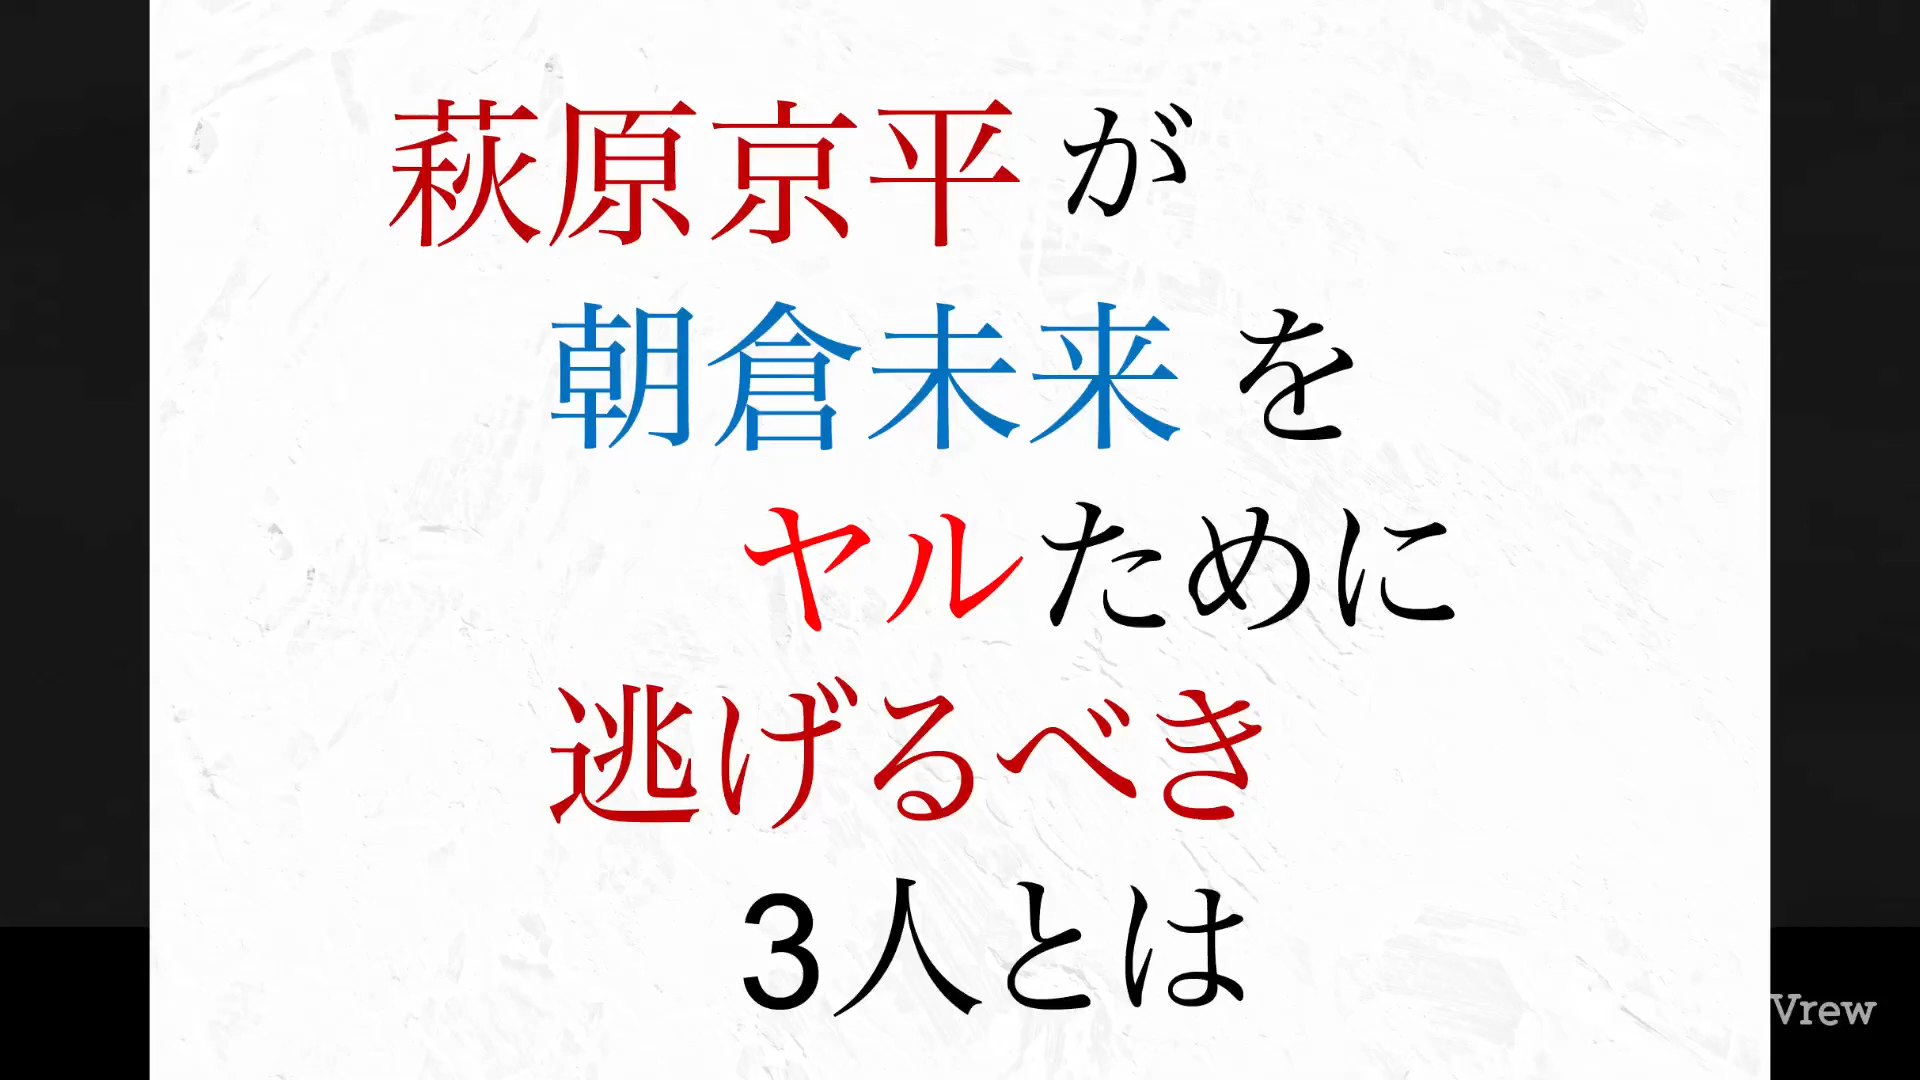 萩原京平 が
朝倉未来 を
ヤルために
逃げるべき
3人とは
Vrew